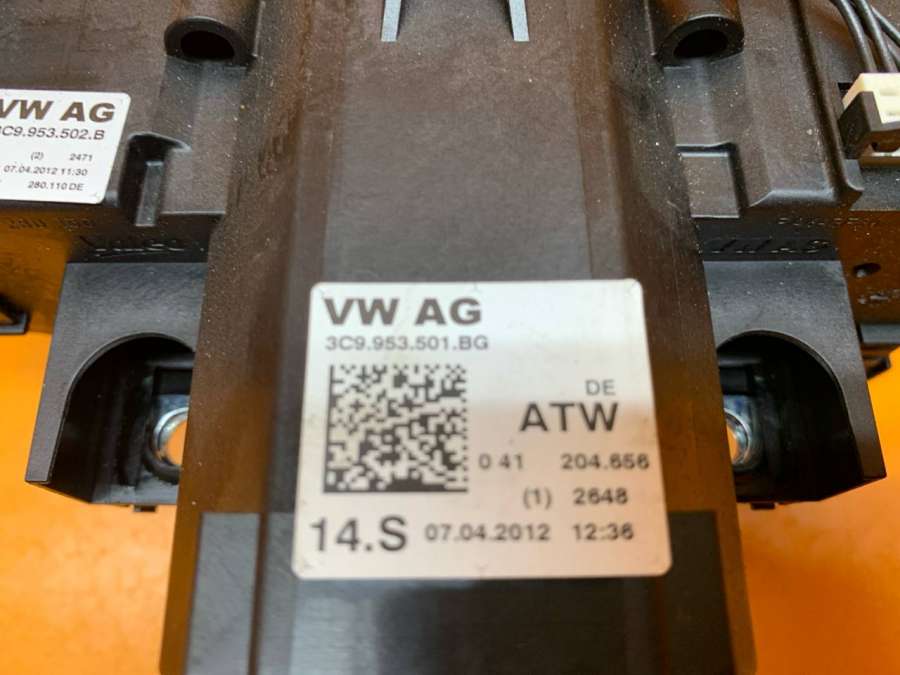 VW AG
3C9.953.502.B
(2) 2471
07.04.2012 11:30
280.110 DE
VW AG
3C9.953.501.BG
DE
ATW
0 41 204.656
(1) 2648
14.S 07.04.2012 12:36